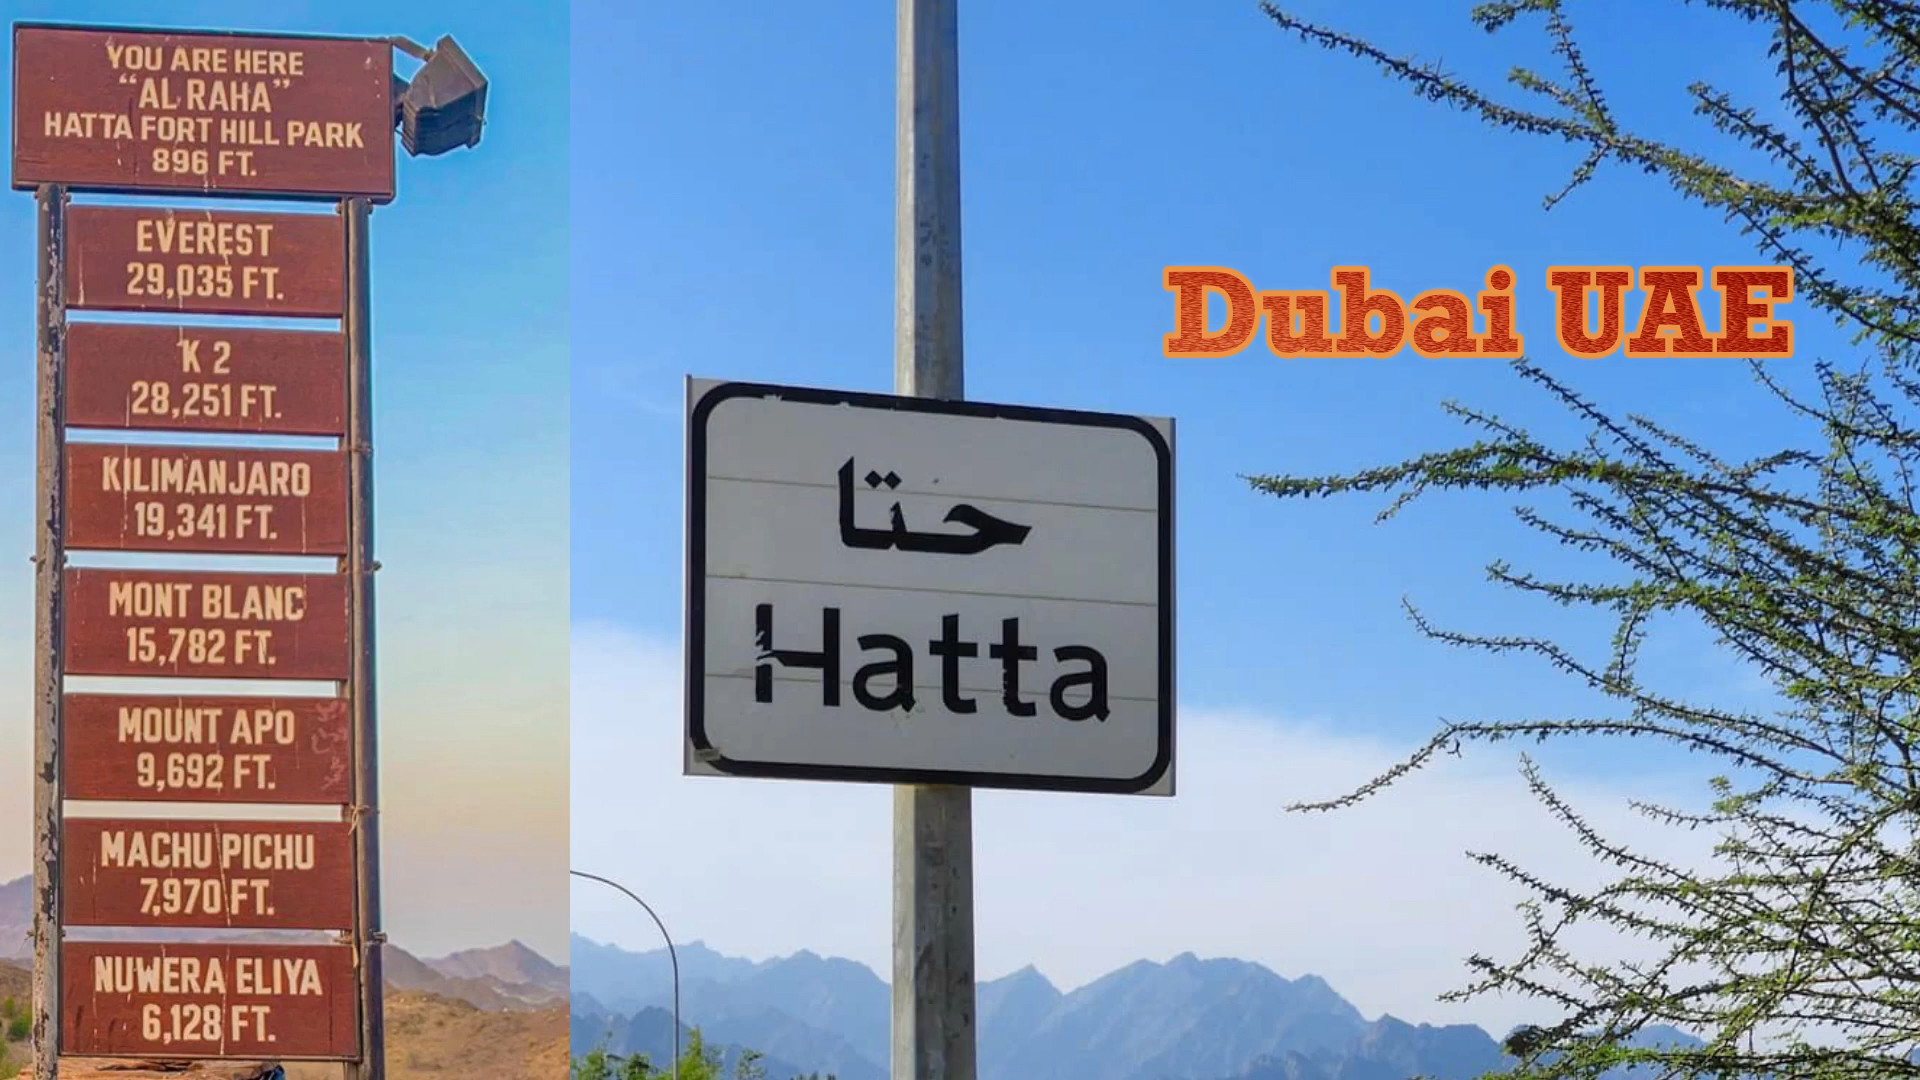 YOU ARE HERE
“AL RAHA”
HATTA FORT HILL PARK
896 FT.
EVEREST
29,035 FT.
K 2
28,251 FT.
KILIMANJARO
19,341 FT.
MONT BLANC
15,782 FT.
MOUNT APO
9,692 FT.
MACHU PICHU
7,970 FT.
NUWERA ELIYA
6,128 FT.
Dubai UAE
حتا
Hatta